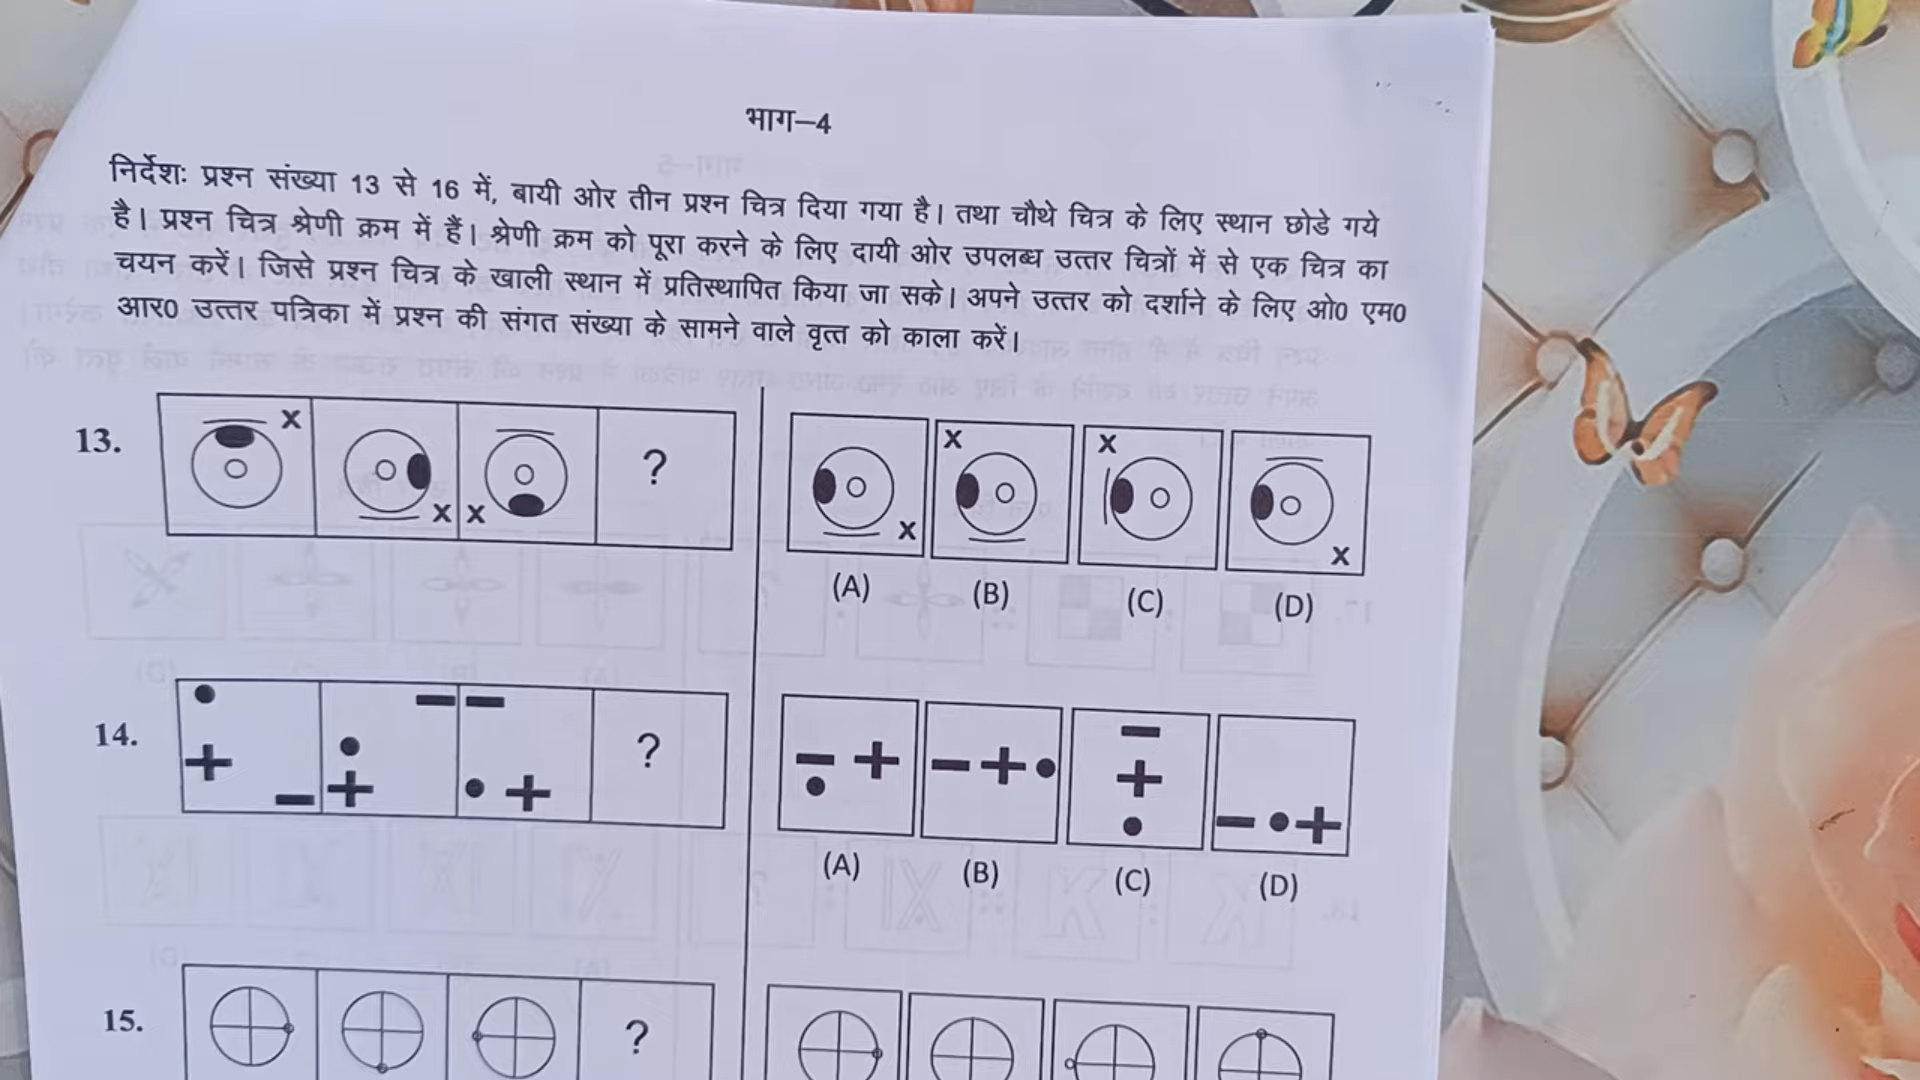 भाग–4
निर्देशः प्रश्न संख्या 13 से 16 में, बायी ओर तीन प्रश्न चित्र दिया गया है। तथा चौथे चित्र के लिए स्थान छोडे गये
है। प्रश्न चित्र श्रेणी क्रम में हैं। श्रेणी क्रम को पूरा करने के लिए दायी ओर उपलब्ध उत्तर चित्रों में से एक चित्र का
चयन करें। जिसे प्रश्न चित्र के खाली स्थान में प्रतिस्थापित किया जा सके। अपने उत्तर को दर्शाने के लिए ओ0 एम0
आर0 उत्तर पत्रिका में प्रश्न की संगत संख्या के सामने वाले वृत्त को काला करें।
13. X X X ? X X X X
(A) (B) (C) (D)
14. ?
(A) (B) (C) (D)
15. ?